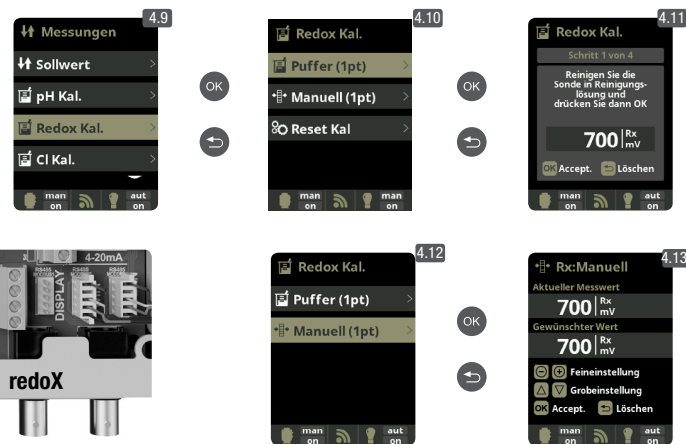 4.9
Messungen
Sollwert
pH Kal.
Redox Kal.
Cl Kal.
man on
aut on
OK
4.10
Redox Kal.
Puffer (1pt)
Manuell (1pt)
Reset Kal
man on
man on
OK
4.11
Redox Kal.
Schritt 1 von 4
Reinigen Sie die
Sonde in Reinigungs-
lösung und
drücken Sie dann OK
700 Rx mV
OK Accept. Löschen
man on
aut on
3
4-20mA
RS485
RS485
RS485
DISPLAY
redoX
4.12
Redox Kal.
Puffer (1pt)
Manuell (1pt)
man on
aut on
OK
4.13
Rx:Manuell
Aktueller Messwert
700 Rx mV
Gewünschter Wert
700 Rx mV
Feineinstellung
Grobeinstellung
OK Accept. Löschen
man on
aut on